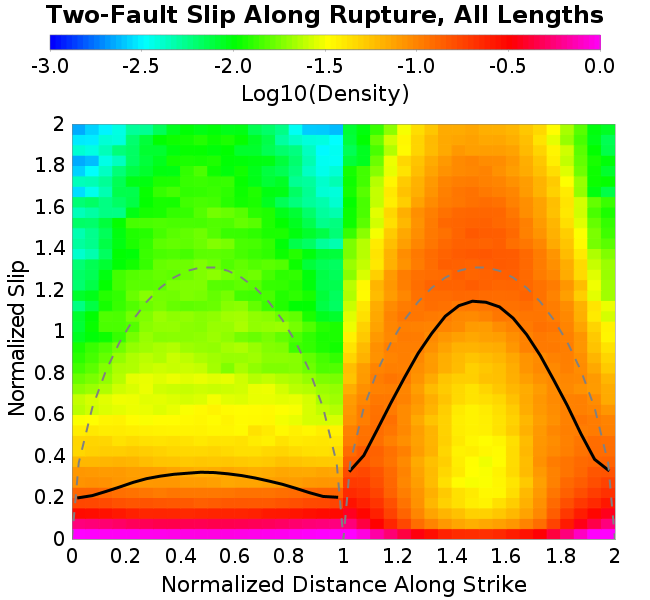 Two-Fault Slip Along Rupture, All Lengths
-3.0 -2.5 -2.0 -1.5 -1.0 -0.5 0.0
Log10(Density)
2
1.8
1.6
1.4
1.2
1
0.8
0.6
0.4
0.2
0
Normalized Slip
0 0.2 0.4 0.6 0.8 1 1.2 1.4 1.6 1.8 2
Normalized Distance Along Strike